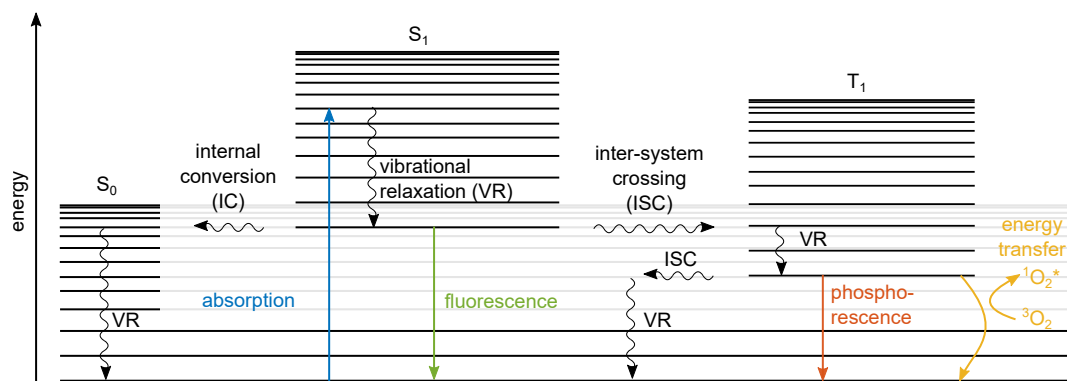 energy
S₀
internal
conversion
(IC)
VR
S₁
absorption
vibrational
relaxation (VR)
fluorescence
inter-system
crossing
(ISC)
ISC
VR
T₁
VR
phospho-
rescence
energy
transfer
¹O₂*
³O₂